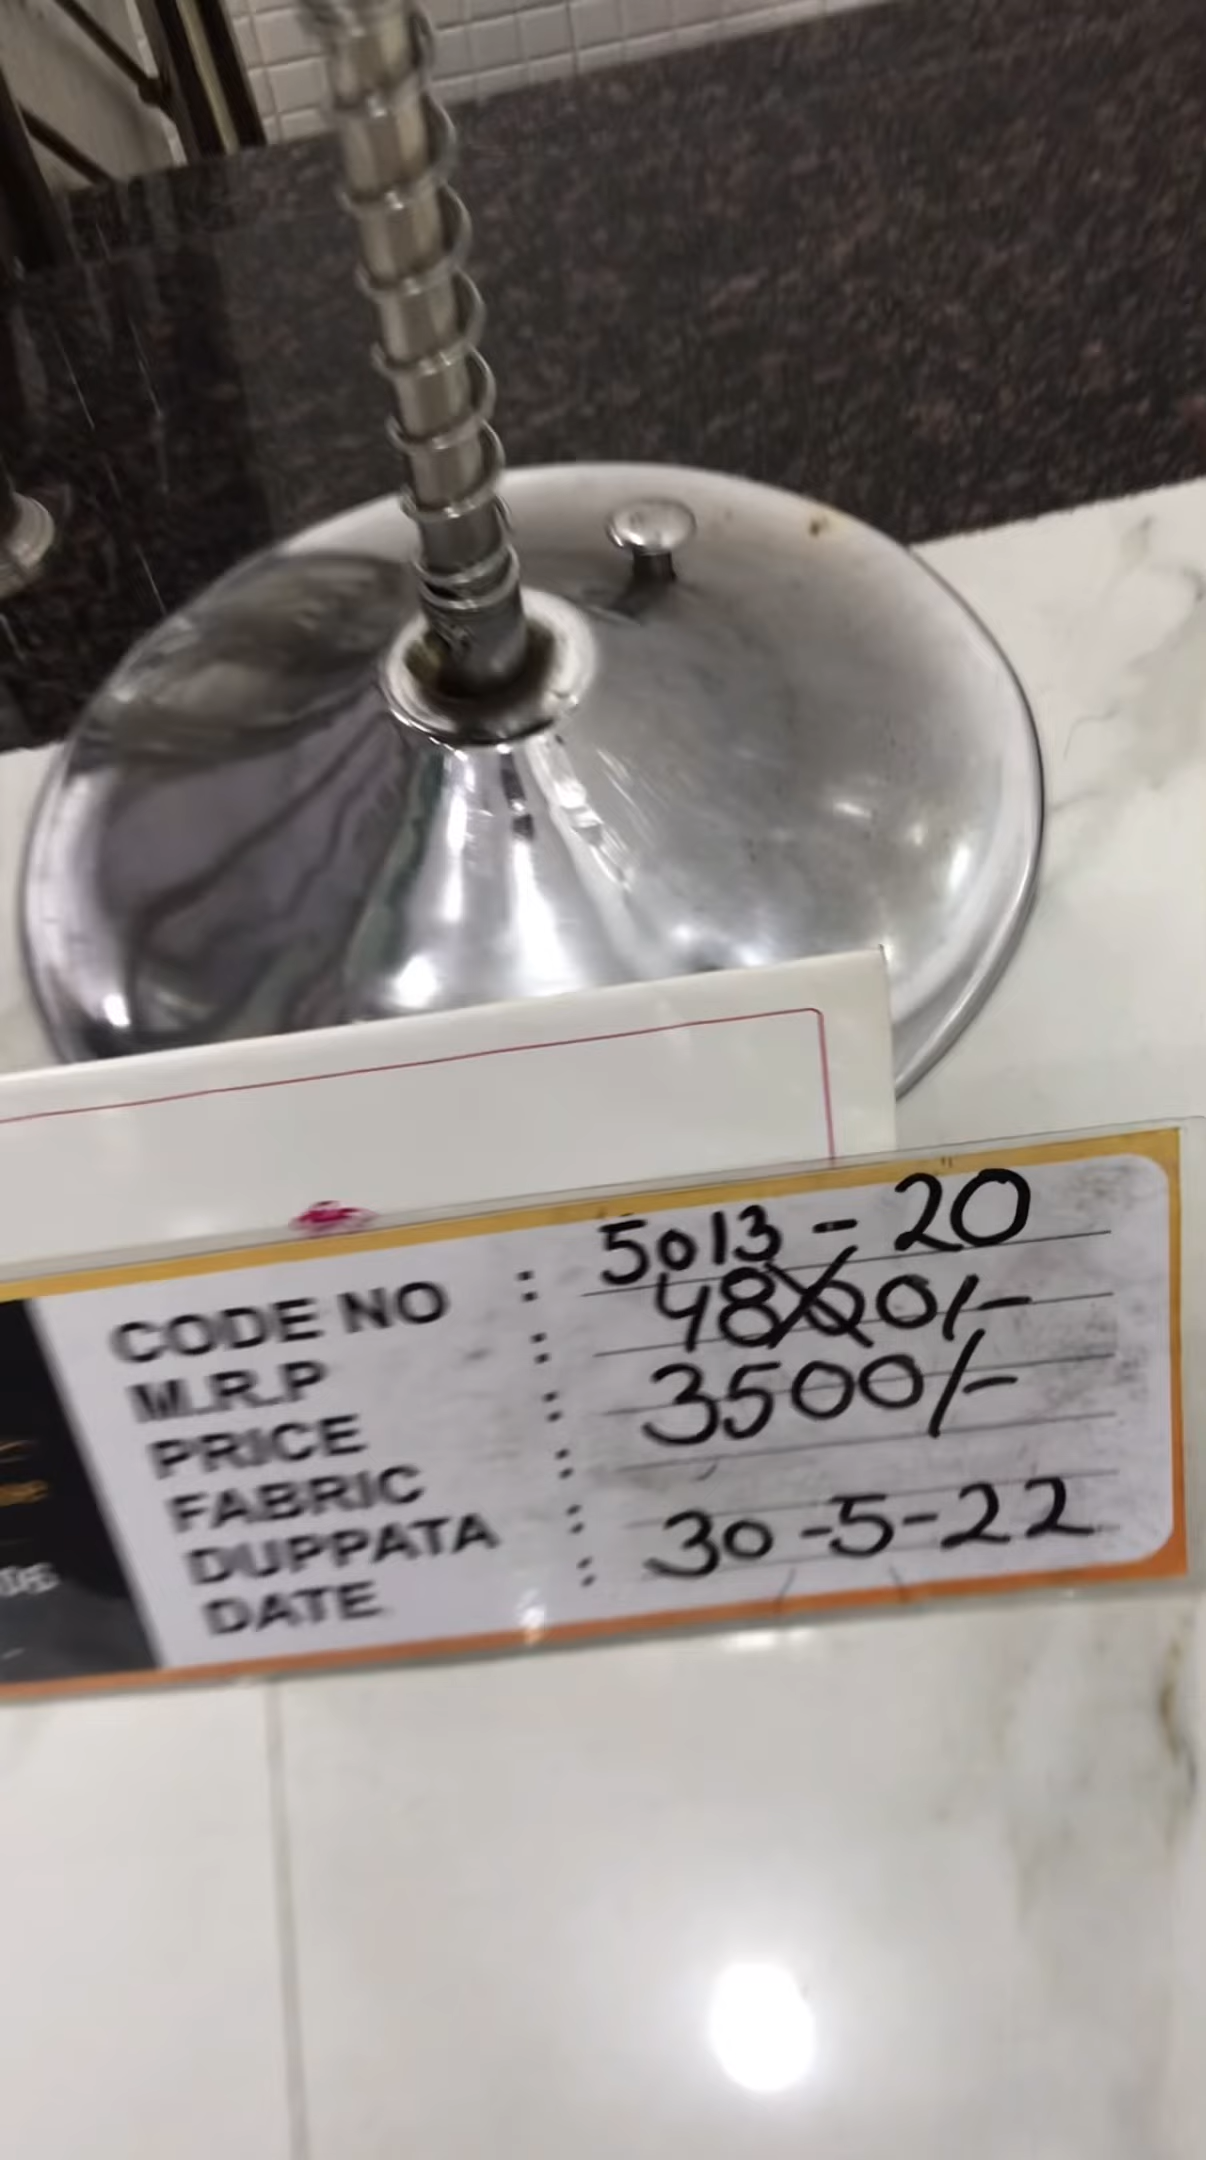 CODE NO : 5013 - 20
M.R.P : 4800/-
PRICE : 3500/-
FABRIC :
DUPPATA :
DATE : 30-5-22